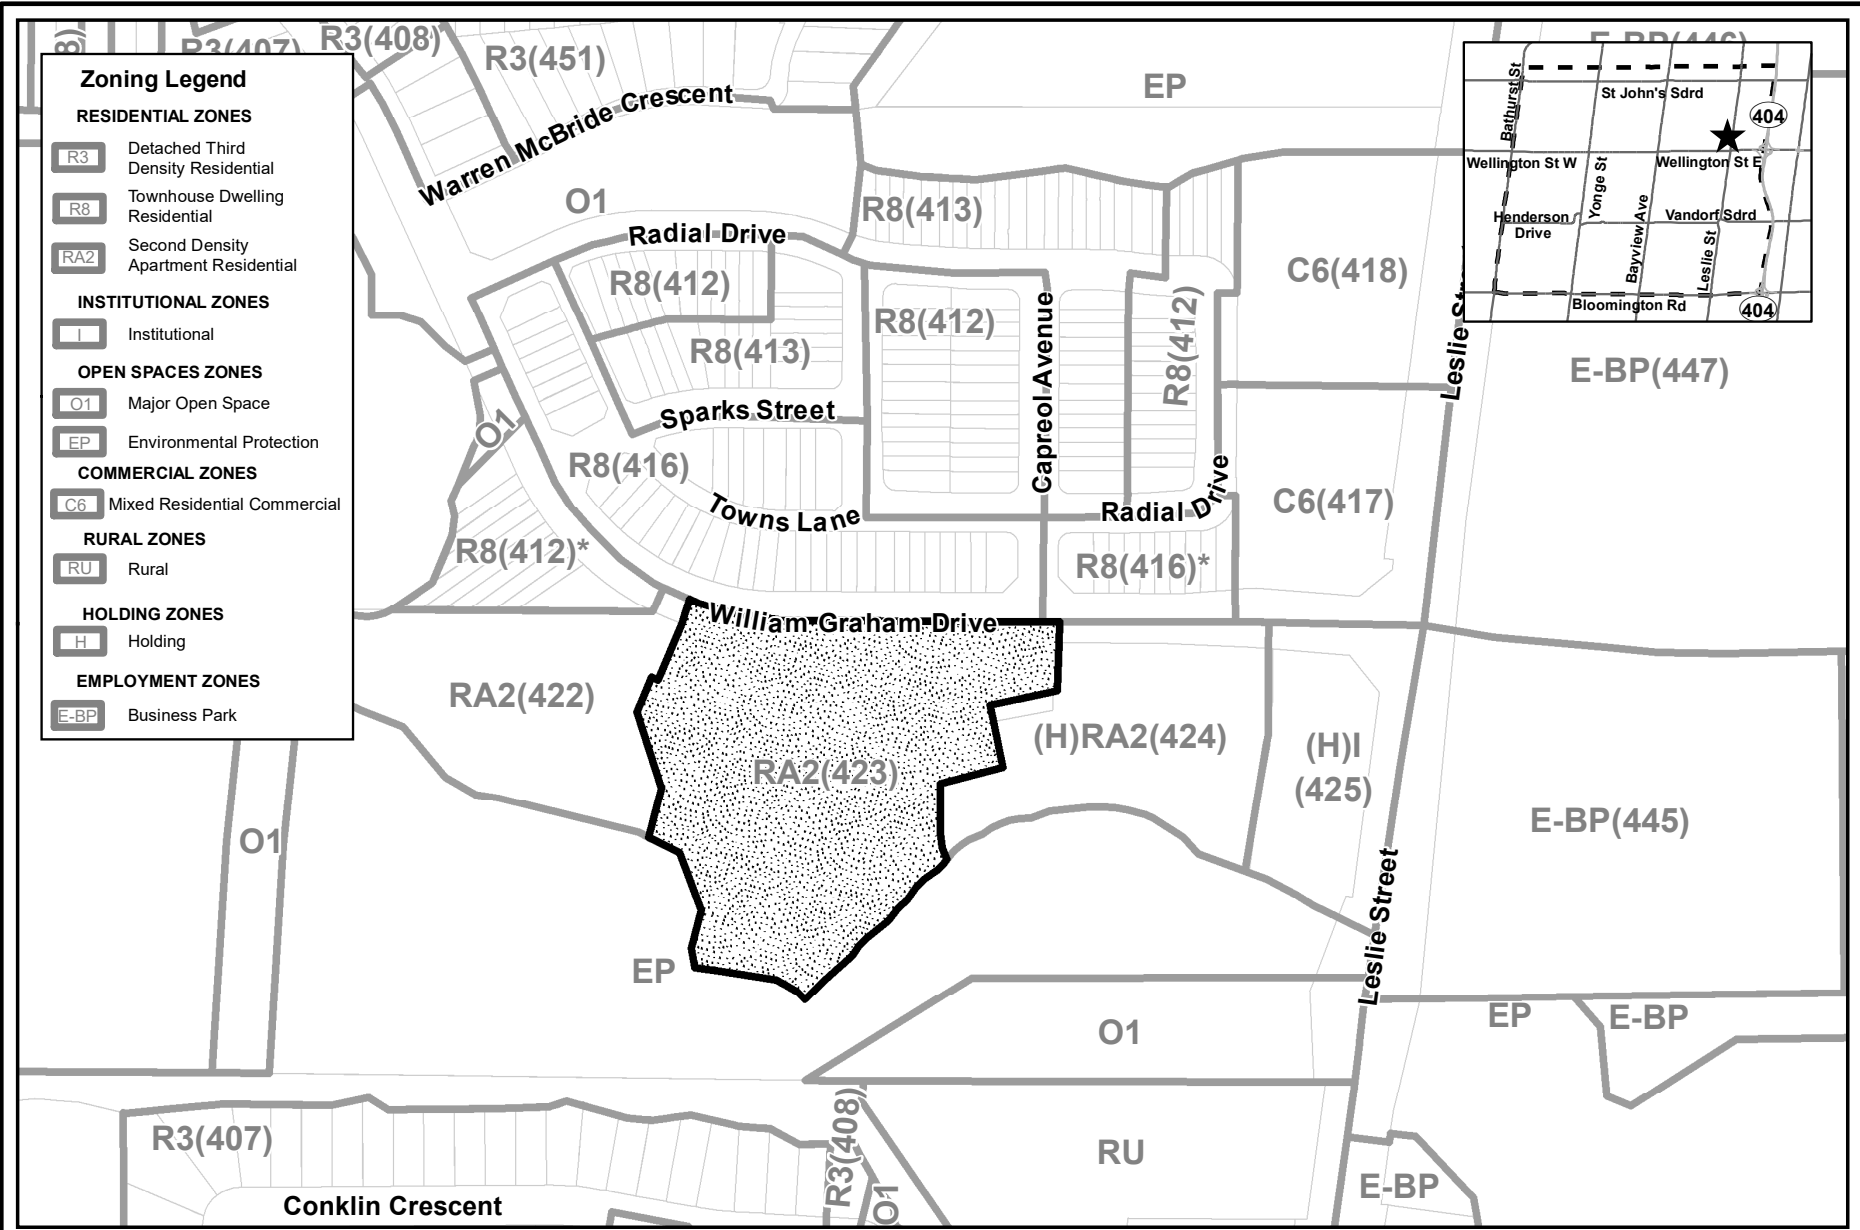 Zoning Legend
RESIDENTIAL ZONES
R3
Detached Third
Density Residential
R8
Townhouse Dwelling
Residential
RA2
Second Density
Apartment Residential
INSTITUTIONAL ZONES
I
Institutional
OPEN SPACES ZONES
O1
Major Open Space
EP
Environmental Protection
COMMERCIAL ZONES
C6
Mixed Residential Commercial
RURAL ZONES
RU
Rural
HOLDING ZONES
H
Holding
EMPLOYMENT ZONES
E-BP
Business Park
R3(407)
R3(408)
R3(451)
Warren McBride Crescent
EP
E-BP(446)
Bathurst St
St John's Sdrd
404
Wellington St W
Wellington St E
Yonge St
Bayview Ave
Henderson
Drive
Vandorf Sdrd
Leslie St
Bloomington Rd
404
O1
Radial Drive
R8(413)
R8(412)
R8(413)
R8(412)
Capreol Avenue
R8(412)
C6(418)
E-BP(447)
Sparks Street
O1
R8(416)
Towns Lane
Radial Drive
C6(417)
R8(412)*
R8(416)*
William Graham Drive
RA2(422)
RA2(423)
(H)RA2(424)
(H)I
(425)
E-BP(445)
O1
Leslie Street
EP
O1
EP
E-BP
R3(407)
R3(408)
O1
RU
E-BP
Conklin Crescent